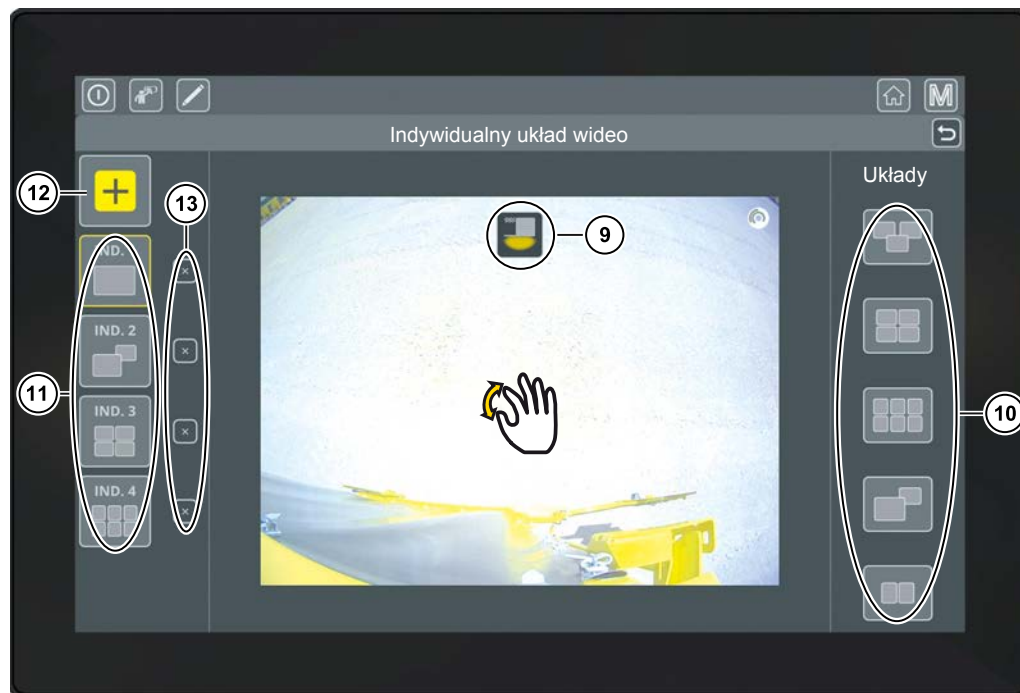 M
Indywidualny układ wideo
Układy
12
13
9
IND.
IND. 2
11
IND. 3
10
IND. 4